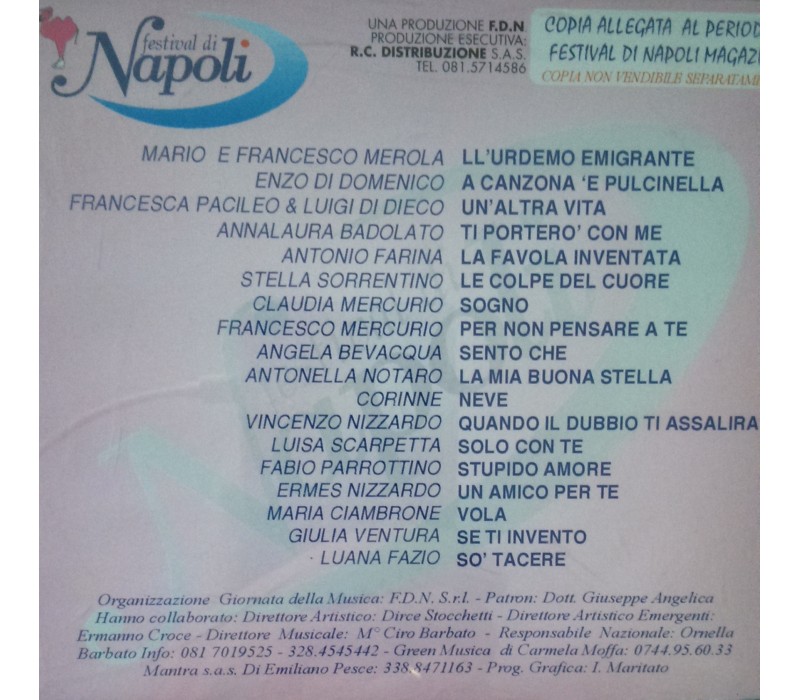 festival di
Napoli
UNA PRODUZIONE F.D.N
PRODUZIONE ESECUTIVA:
R.C. DISTRIBUZIONE S.A.S.
TEL. 081.5714586
COPIA ALLEGATA AL PERIOD
FESTIVAL DI NAPOLI MAGAZI
COPIA NON VENDIBILE SEPARATAME
MARIO E FRANCESCO MEROLA LL'URDEMO EMIGRANTE
ENZO DI DOMENICO A CANZONA 'E PULCINELLA
FRANCESCA PACILEO & LUIGI DI DIECO UN'ALTRA VITA
ANNALAURA BADOLATO TI PORTERO' CON ME
ANTONIO FARINA LA FAVOLA INVENTATA
STELLA SORRENTINO LE COLPE DEL CUORE
CLAUDIA MERCURIO SOGNO
FRANCESCO MERCURIO PER NON PENSARE A TE
ANGELA BEVACQUA SENTO CHE
ANTONELLA NOTARO LA MIA BUONA STELLA
CORINNE NEVE
VINCENZO NIZZARDO QUANDO IL DUBBIO TI ASSALIRA
LUISA SCARPETTA SOLO CON TE
FABIO PARROTTINO STUPIDO AMORE
ERMES NIZZARDO UN AMICO PER TE
MARIA CIAMBRONE VOLA
GIULIA VENTURA SE TI INVENTO
LUANA FAZIO SO' TACERE
Organizzazione Giornata della Musica: F.D.N. S.r.l. - Patron: Dott. Giuseppe Angelica
Hanno collaborato: Direttore Artistico: Dirce Stocchetti - Direttore Artistico Emergenti:
Ermanno Croce - Direttore Musicale: M° Ciro Barbato - Responsabile Nazionale: Ornella
Barbato Info: 081 7019525 - 328.4545442 - Green Musica di Carmela Moffa: 0744.95.60.33
Mantra s.a.s. Di Emiliano Pesce: 338.8471163 - Prog. Grafica: I. Maritato